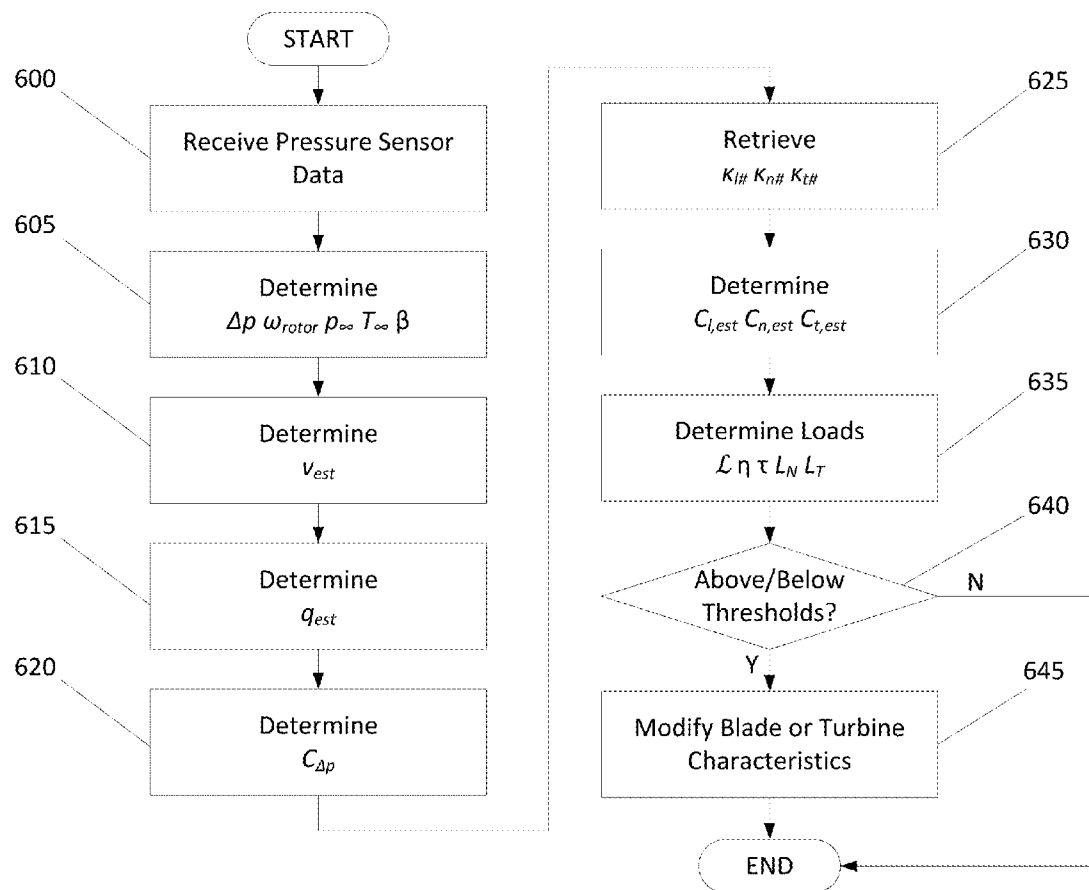 START
600
Receive Pressure Sensor
Data
605
Determine
Δp ω_rotor p_∞ T_∞ β
610
Determine
v_est
615
Determine
q_est
620
Determine
C_Δp
625
Retrieve
κ_l# κ_n# κ_t#
630
Determine
C_l,est C_n,est C_t,est
635
Determine Loads
ℒ η τ L_N L_T
640
Above/Below
Thresholds?
N
Y
645
Modify Blade or Turbine
Characteristics
END